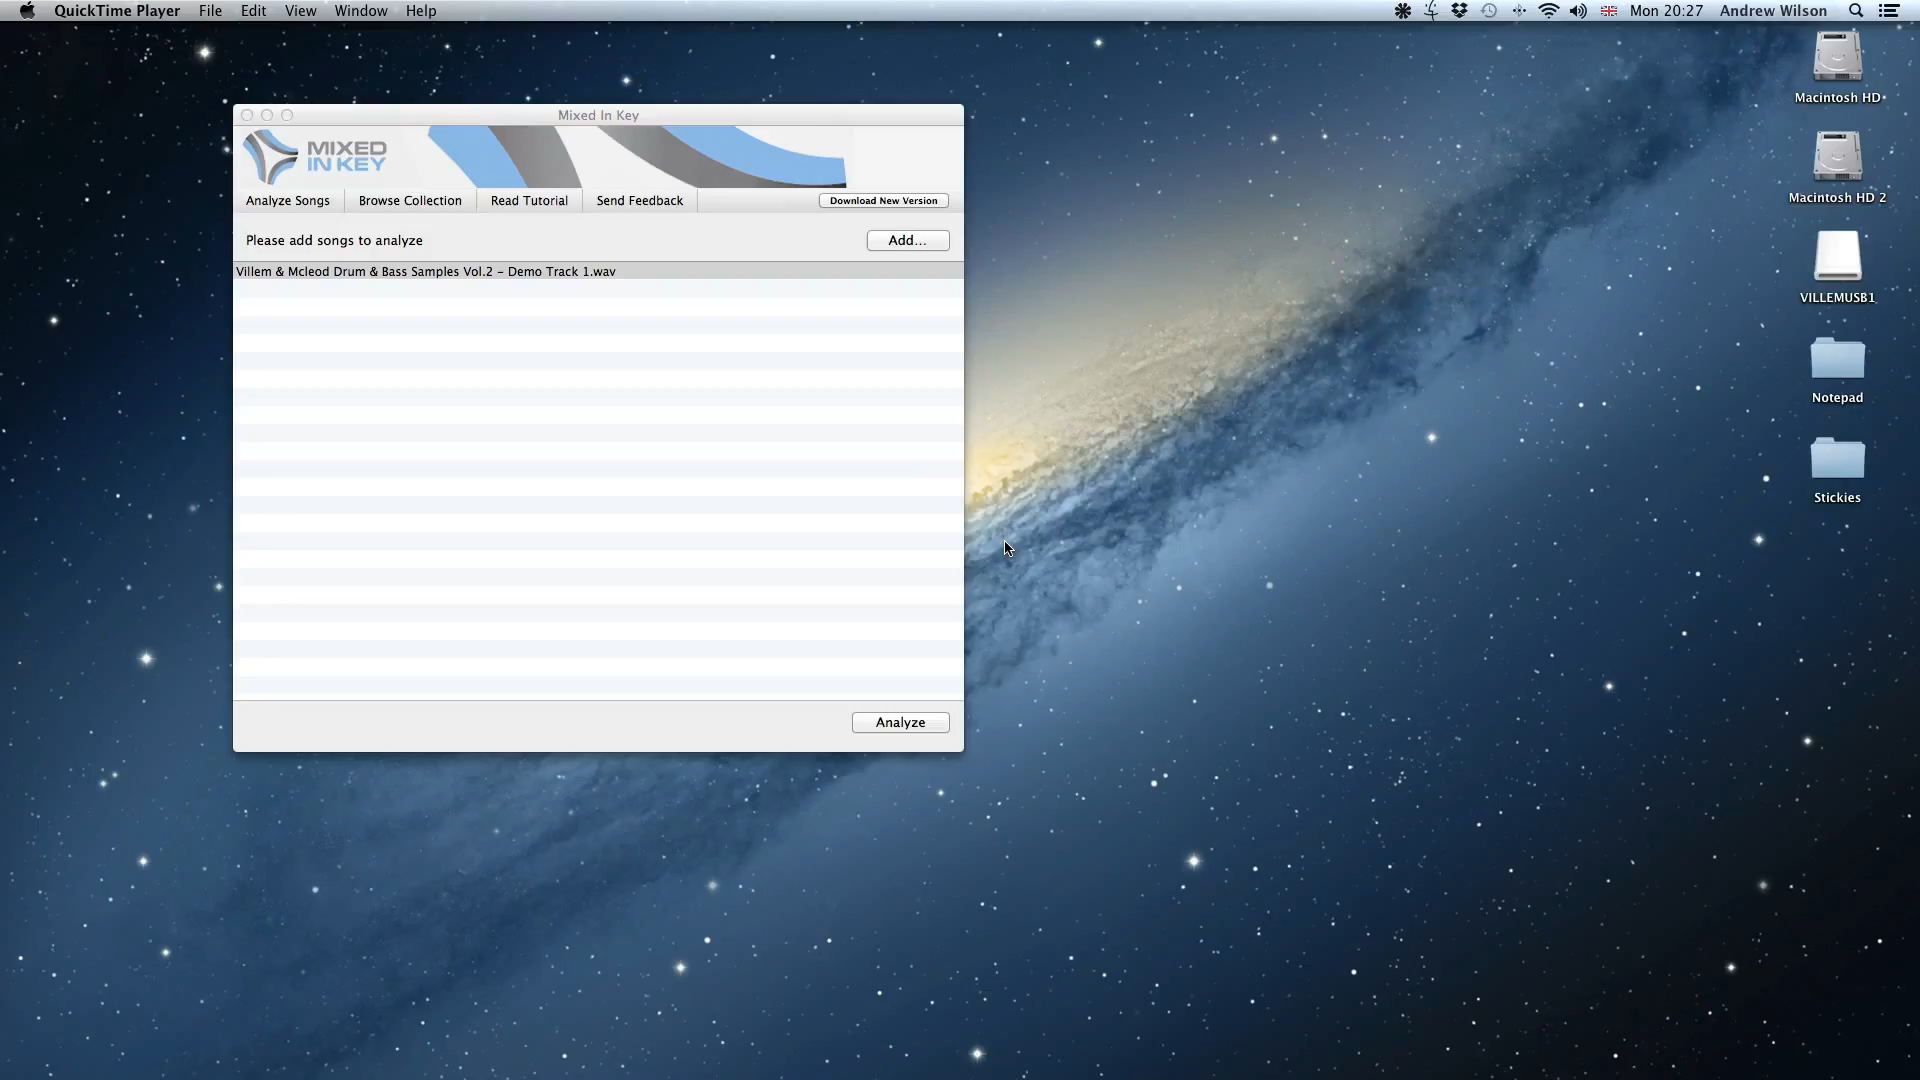 QuickTime Player File Edit View Window Help Mon 20:27 Andrew Wilson
Macintosh HD
Mixed In Key
MIXED
IN KEY
Macintosh HD 2
Analyze Songs Browse Collection Read Tutorial Send Feedback Download New Version
Please add songs to analyze Add...
Villem & Mcleod Drum & Bass Samples Vol.2 – Demo Track 1.wav
VILLEMUSB1
Notepad
Stickies
Analyze